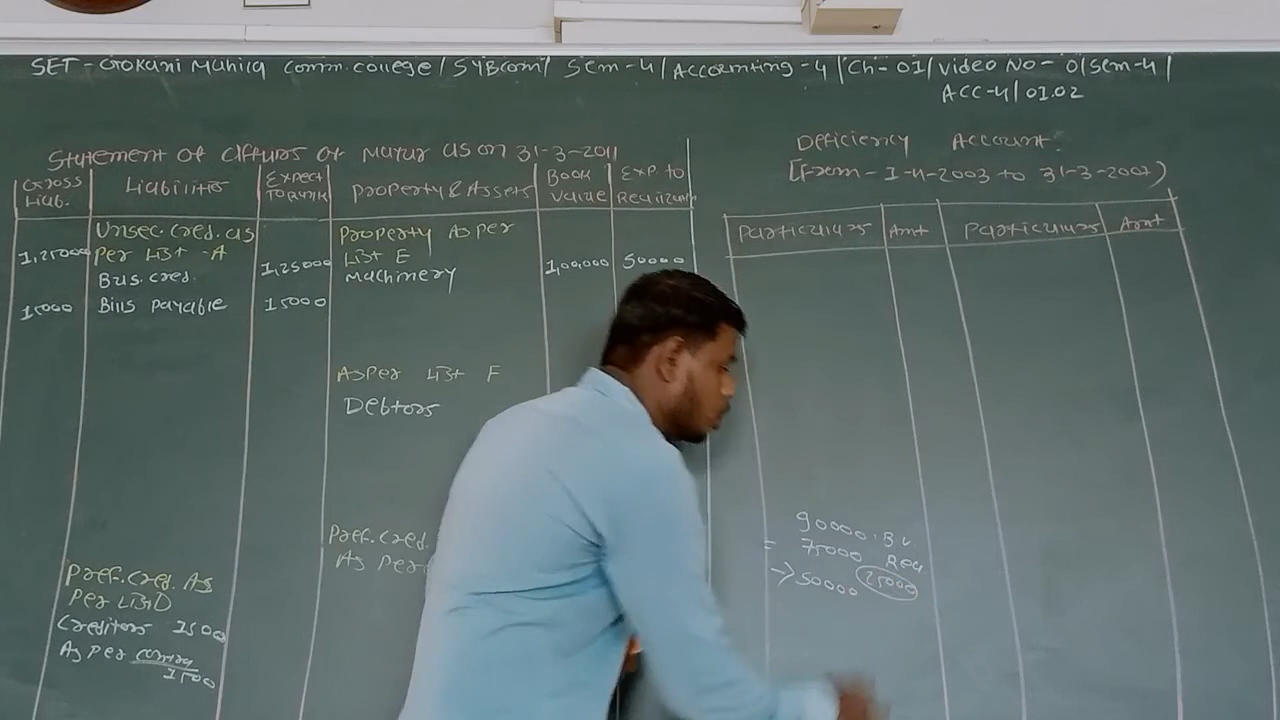 SET - Gokani Mahila Comm. college / SYBcom / Sem - 4 / Accounting - 4 / Ch - 01 / Video No - 01 Sem - 4 /
ACC-4 / 01.02
Statement of Affairs of Mayur as on 31-3-2011
Gross Liab.
Liabilities
Expect To Rank
Property & Assets
Book Value
Exp. to
Unsec. cred. as
1,25000 Per List - A 1,25000
Bus. cred.
15000 Bills payable 15000
Property As per
List E
Machinery 1,00,000 50000
As per List F
Debtors
Pref. cred.
As per
Pref. cred. As
Per List D
Creditors 1500
As per contra
1500
Deficiency Account.
[From - 1-4-2003 to 31-3-2007)
Particulars Amt Particulars Amt
90000 . B.V
= 75000 Rea
→ 50000 25000